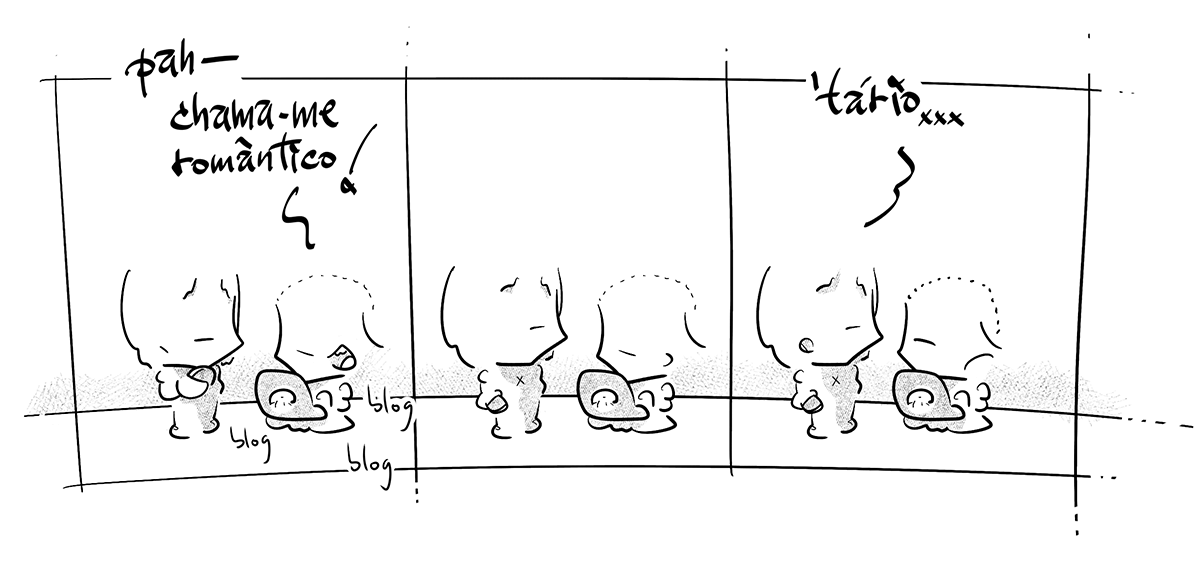 pah—
chama-me
romântico
blog
blog
blog
'tário
xxx